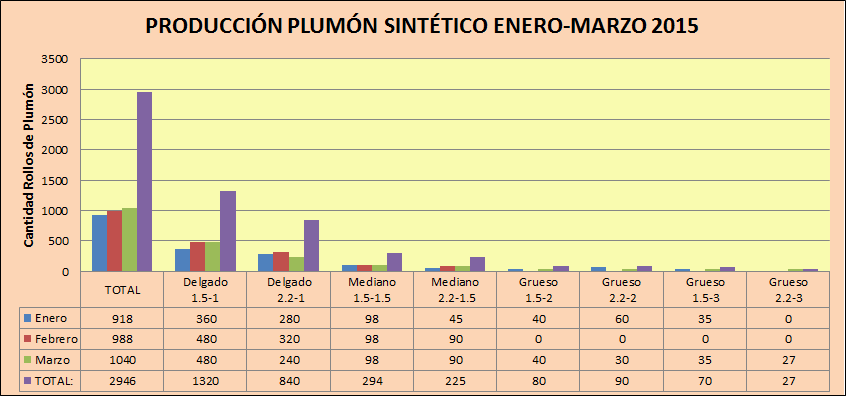 PRODUCCIÓN PLUMÓN SINTÉTICO ENERO-MARZO 2015
Cantidad Rollos de Plumón
3500
3000
2500
2000
1500
1000
500
0
TOTAL Delgado 1.5-1 Delgado 2.2-1 Mediano 1.5-1.5 Mediano 2.2-1.5 Grueso 1.5-2 Grueso 2.2-2 Grueso 1.5-3 Grueso 2.2-3
Enero 918 360 280 98 45 40 60 35 0
Febrero 988 480 320 98 90 0 0 0 0
Marzo 1040 480 240 98 90 40 30 35 27
TOTAL: 2946 1320 840 294 225 80 90 70 27